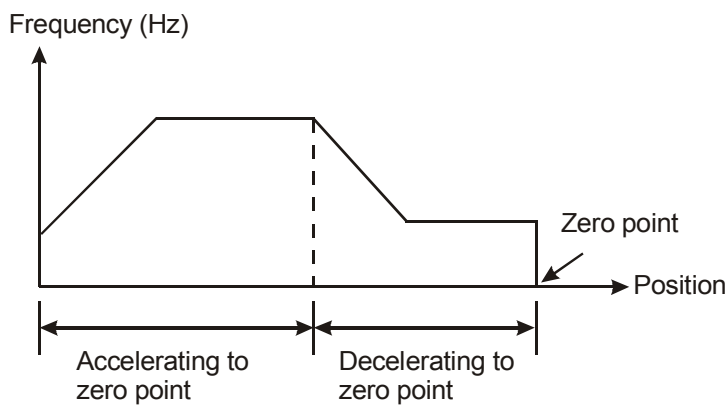 Frequency (Hz)
Zero point
Position
Accelerating to
zero point
Decelerating to
zero point